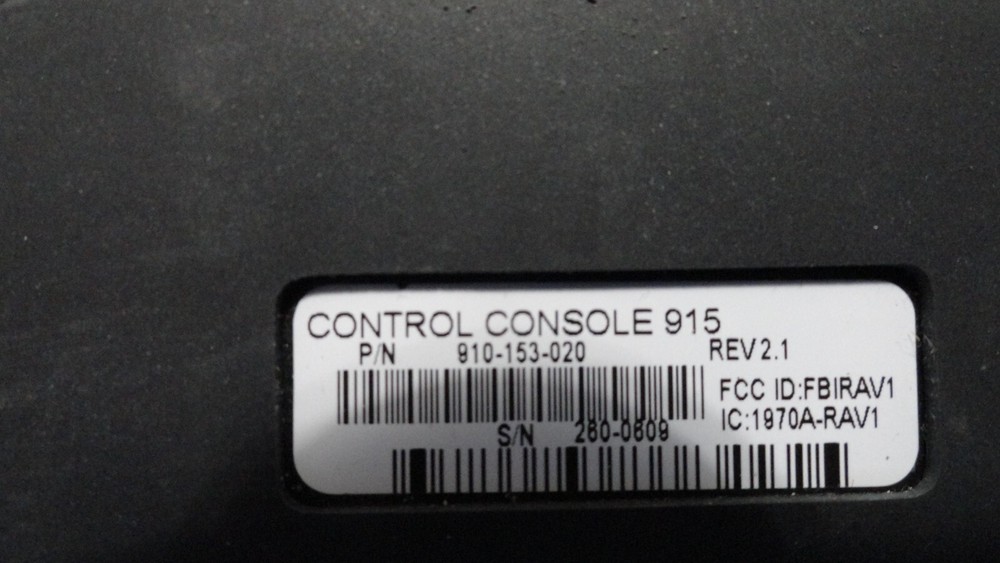 CONTROL CONSOLE 915
P/N 910-153-020 REV 2.1
FCC ID:FBIRAV1
IC:1970A-RAV1
S/N 260-0609